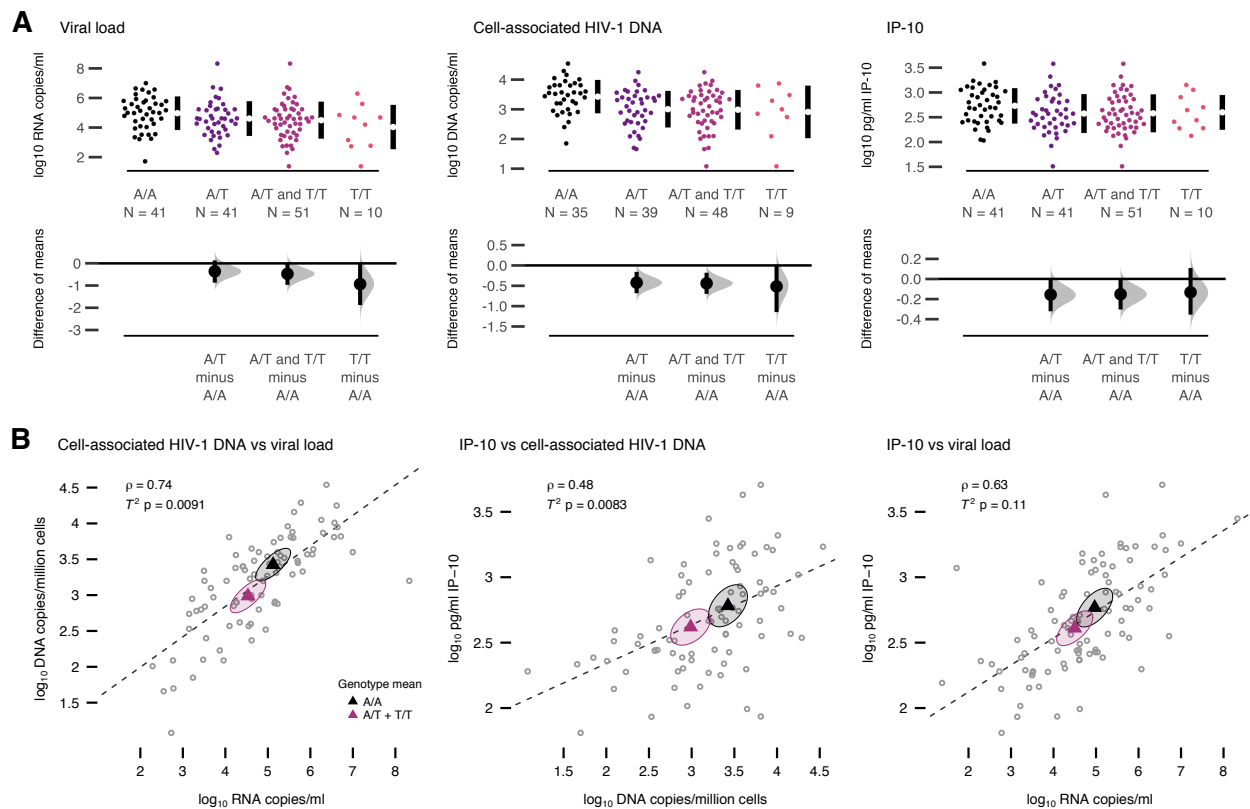 A
Viral load
Cell-associated HIV-1 DNA
IP-10
log10 RNA copies/ml
8
6
4
2
A/A
N = 41
A/T
N = 41
A/T and T/T
N = 51
T/T
N = 10
log10 DNA copies/ml
4
3
2
1
A/A
N = 35
A/T
N = 39
A/T and T/T
N = 48
T/T
N = 9
log10 pg/ml IP-10
3.5
3.0
2.5
2.0
1.5
A/A
N = 41
A/T
N = 41
A/T and T/T
N = 51
T/T
N = 10
Difference of means
0
-1
-2
-3
A/T
minus
A/A
A/T and T/T
minus
A/A
T/T
minus
A/A
Difference of means
0.5
0.0
-0.5
-1.0
-1.5
A/T
minus
A/A
A/T and T/T
minus
A/A
T/T
minus
A/A
Difference of means
0.2
0.0
-0.2
-0.4
A/T
minus
A/A
A/T and T/T
minus
A/A
T/T
minus
A/A
B
Cell-associated HIV-1 DNA vs viral load
ρ = 0.74
T² p = 0.0091
log₁₀ DNA copies/million cells
4.5
4
3.5
3
2.5
2
1.5
Genotype mean
A/A
A/T + T/T
2 3 4 5 6 7 8
log₁₀ RNA copies/ml
IP-10 vs cell-associated HIV-1 DNA
ρ = 0.48
T² p = 0.0083
log₁₀ pg/ml IP−10
3.5
3
2.5
2
1.5 2 2.5 3 3.5 4 4.5
log₁₀ DNA copies/million cells
IP-10 vs viral load
ρ = 0.63
T² p = 0.11
log₁₀ pg/ml IP−10
3.5
3
2.5
2
2 3 4 5 6 7 8
log₁₀ RNA copies/ml